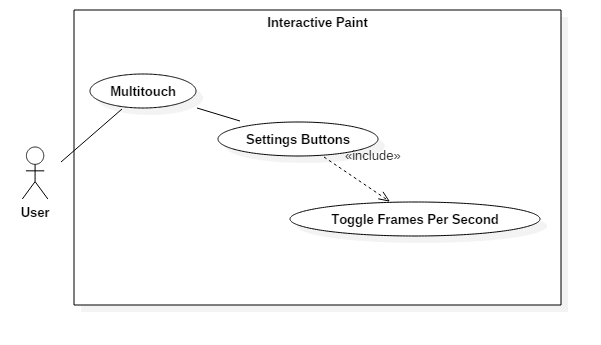 Interactive Paint
Multitouch
Settings Buttons
«include»
User
Toggle Frames Per Second